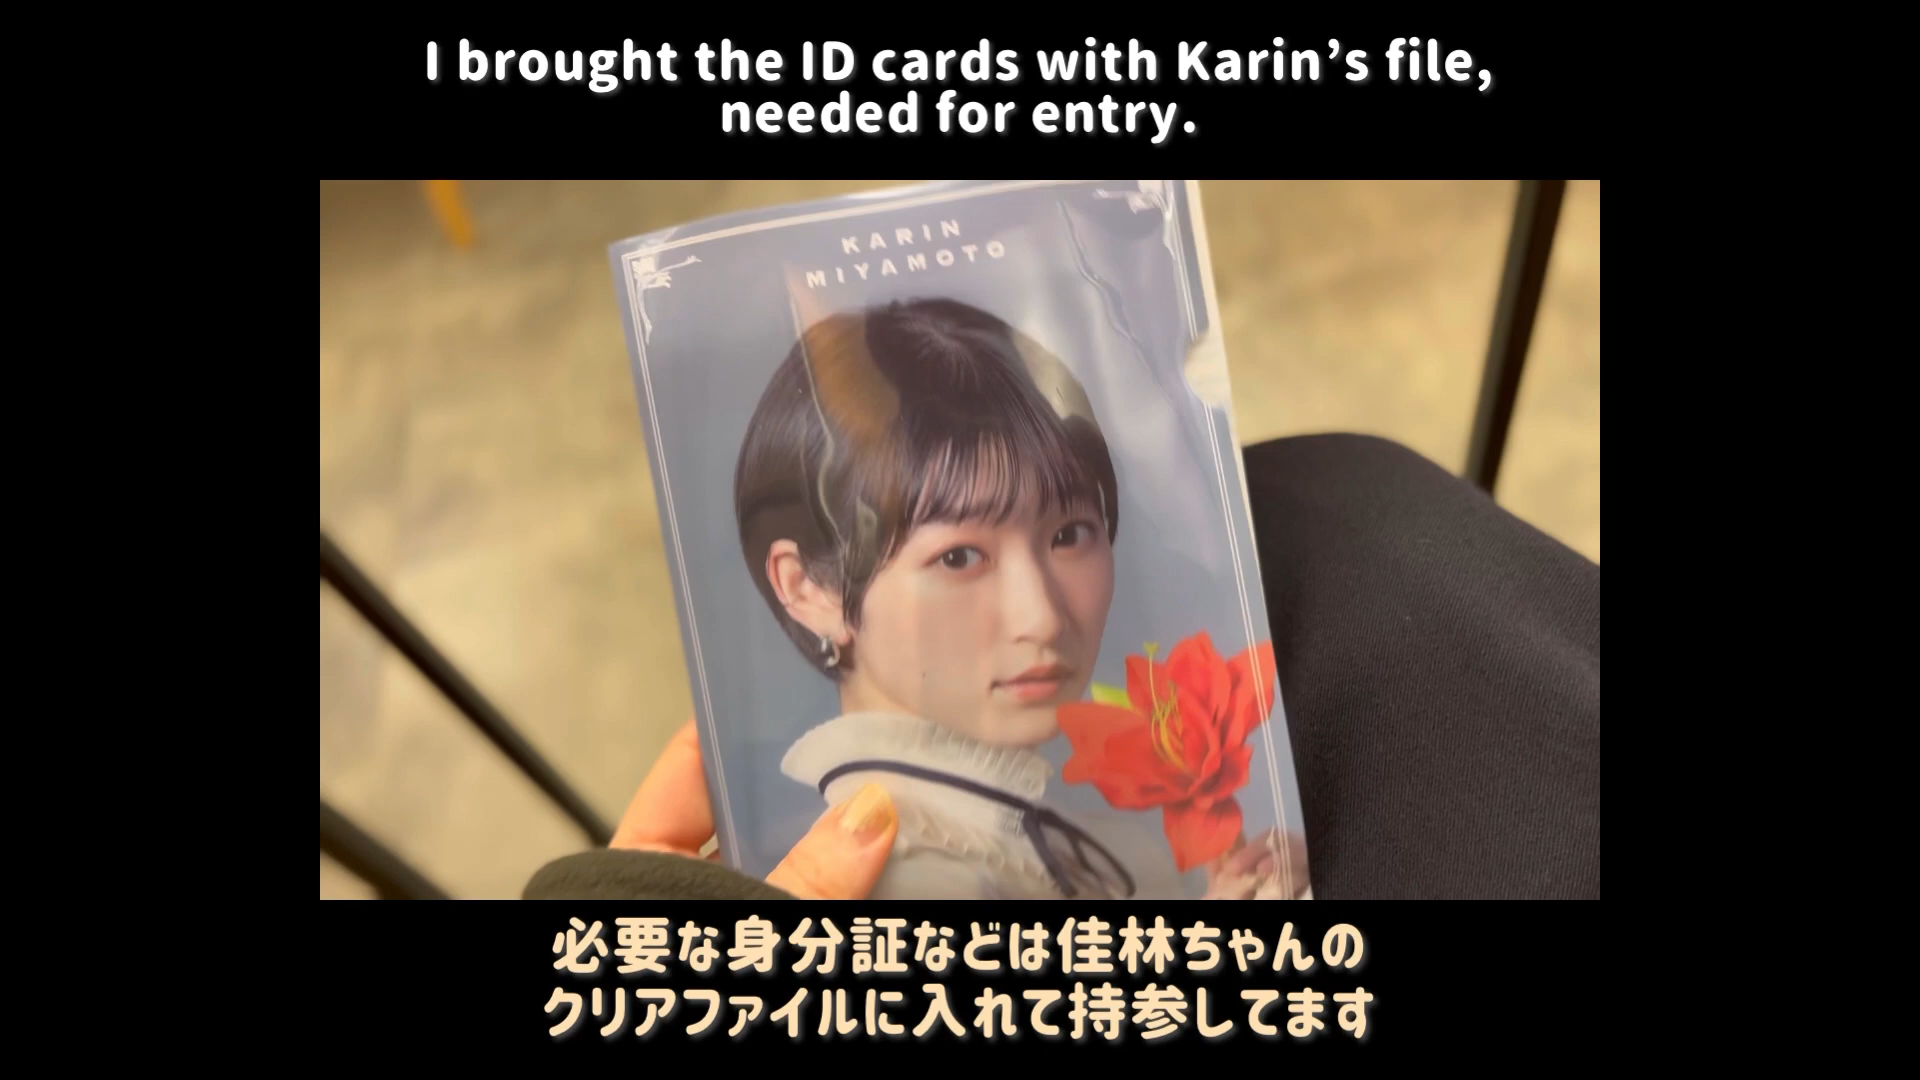 I brought the ID cards with Karin’s file,
needed for entry.
KARIN
MIYAMOTO
必要な身分証などは佳林ちゃんの
クリアファイルに入れて持参してます